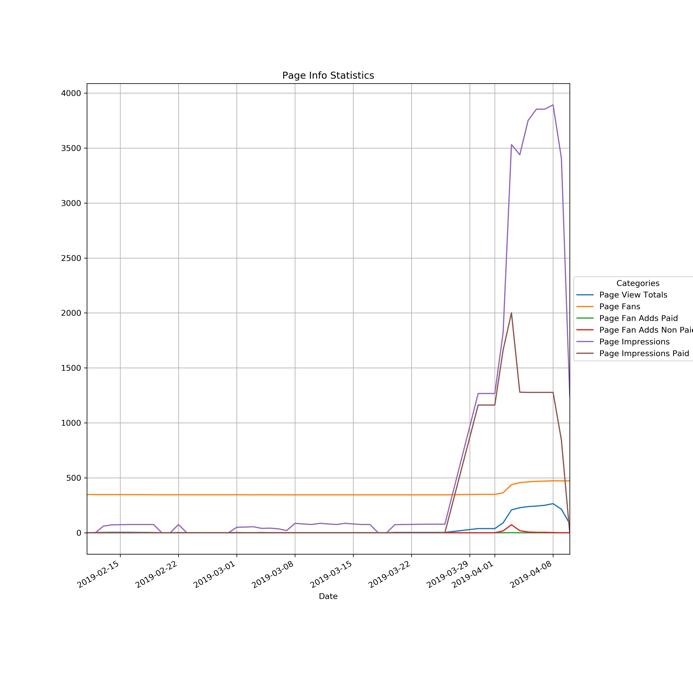 Page Info Statistics
4000
3500
3000
2500
2000
1500
1000
500
0
2019-02-15
2019-02-22
2019-03-01
2019-03-08
2019-03-15
2019-03-22
2019-03-29
2019-04-01
2019-04-08
Date
Categories
Page View Totals
Page Fans
Page Fan Adds Paid
Page Fan Adds Non Paid
Page Impressions
Page Impressions Paid